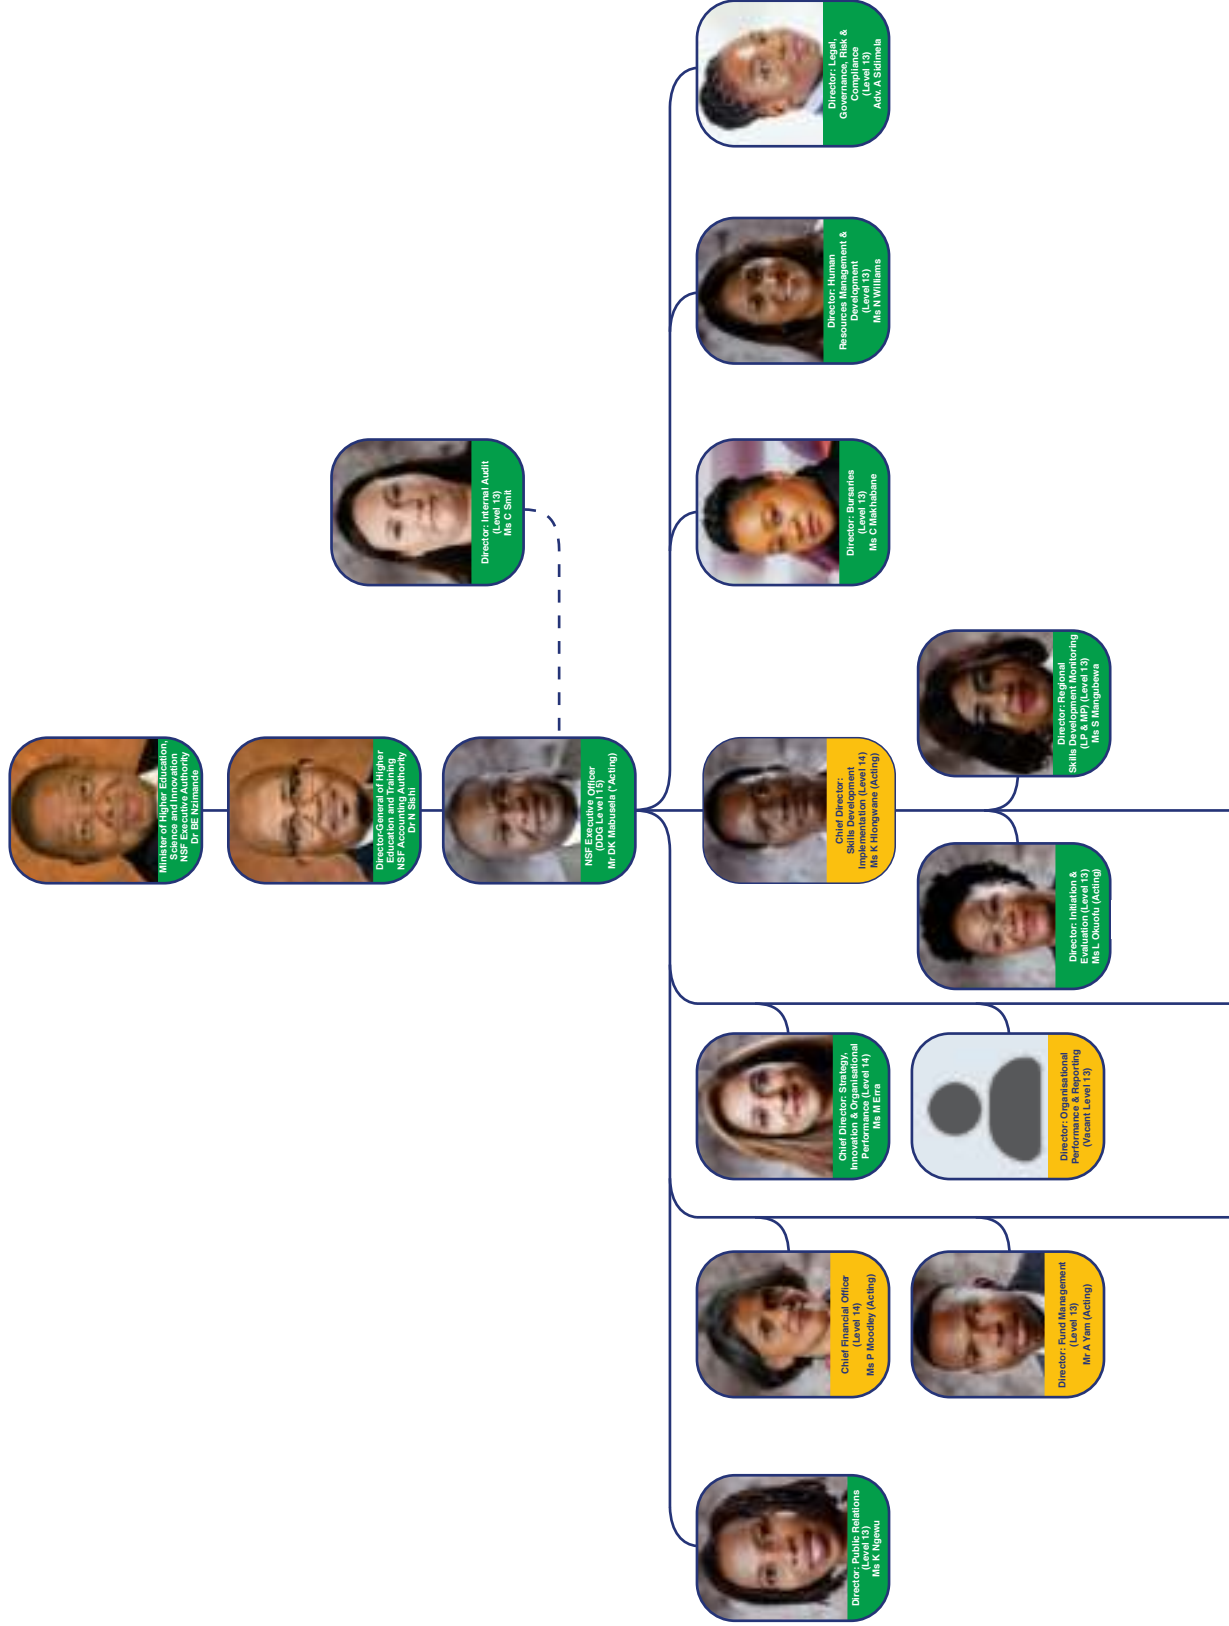 Minister of Higher Education,
Science and Innovation
NSF Executive Authority
Dr BE Nzimande
Director-General of Higher
Education and Training
NSF Accounting Authority
Dr N Sishi
Director: Internal Audit
(Level 13)
Ms C Smit
NSF Executive Officer
(DDG Level 15)
Mr DK Mabusela (*Acting)
Director: Public Relations
(Level 13)
Ms K Ngewu
Chief Financial Officer
(Level 14)
Ms P Moodley (Acting)
Chief Director: Strategy,
Innovation & Organisational
Performance (Level 14)
Ms M Erra
Chief Director:
Skills Development
Implementation (Level 14)
Ms K Hlongwane (Acting)
Director: Bursaries
(Level 13)
Ms C Makhabane
Director: Human
Resources Management &
Development
(Level 13)
Ms N Williams
Director: Legal,
Governance, Risk &
Compliance
(Level 13)
Adv. A Sidimela
Director: Fund Management
(Level 13)
Mr A Yam (Acting)
Director: Organisational
Performance & Reporting
(Vacant Level 13)
Director: Initiation &
Evaluation (Level 13)
Ms L Okuofu (Acting)
Director: Regional
Skills Development Monitoring
(LP & MP) (Level 13)
Ms S Mangubewa